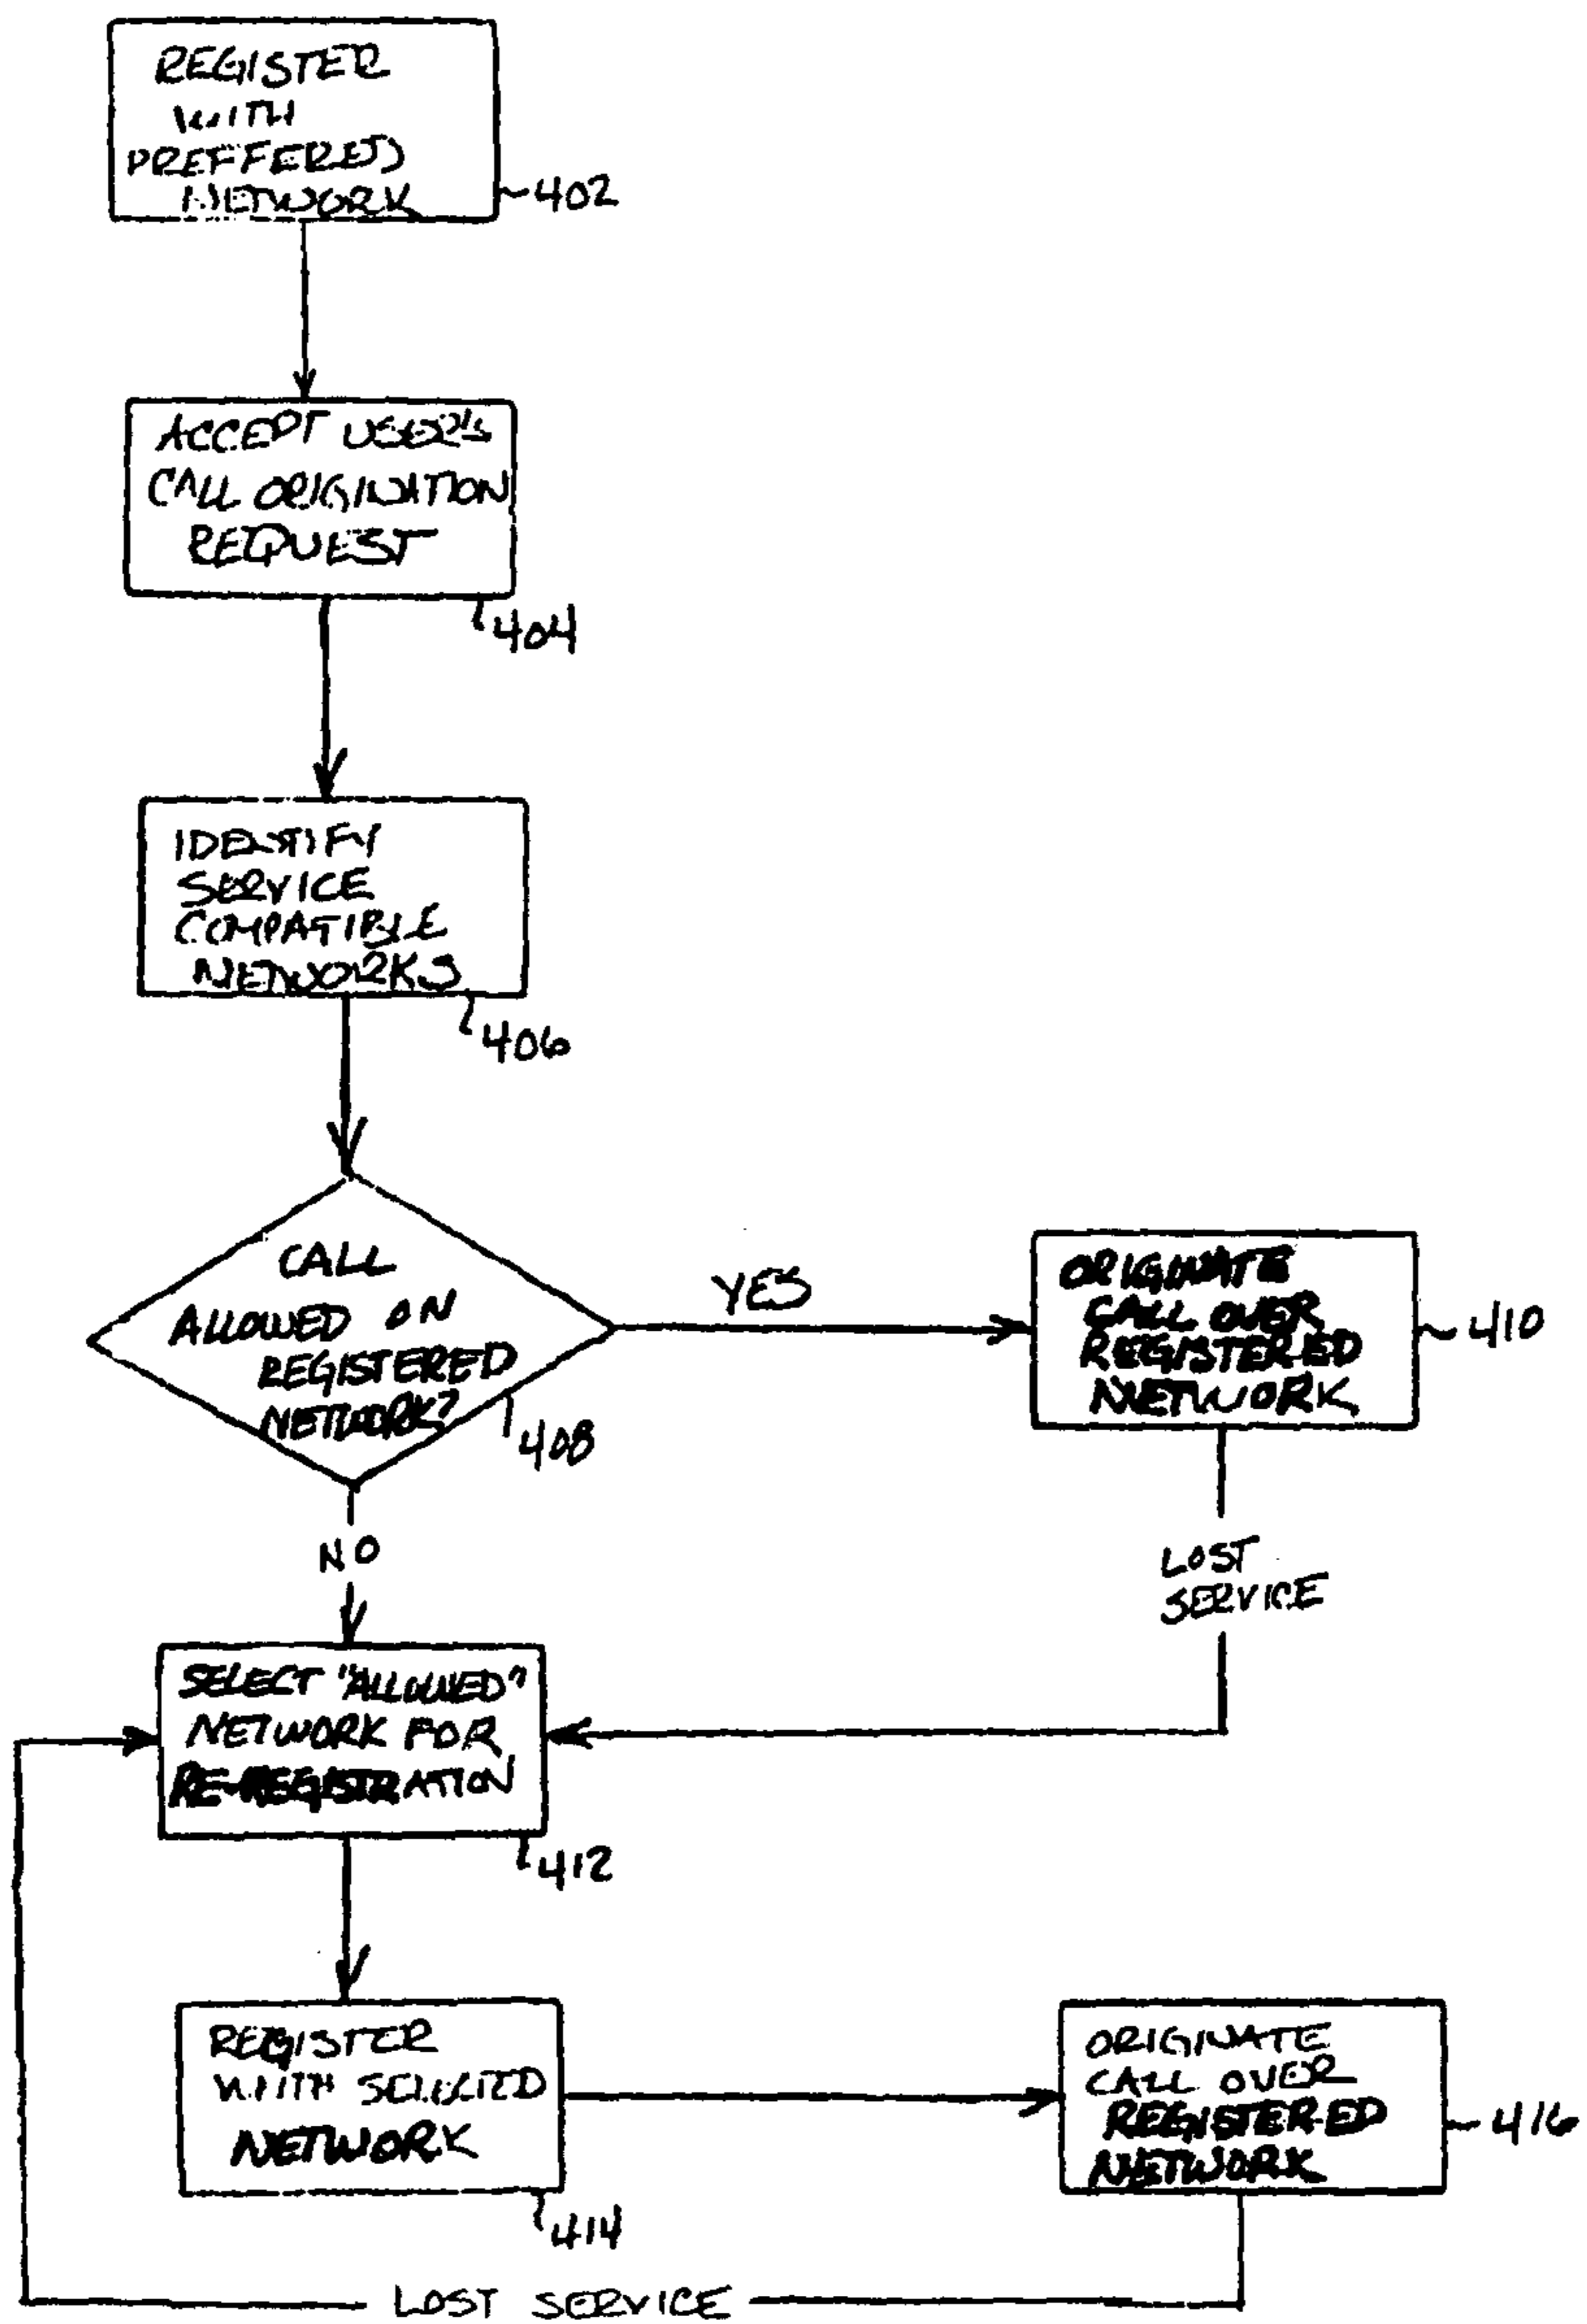 REGISTER
WITH
PREFFERED
NETWORK
402
ACCEPT USER'S
CALL ORIGINATION
REQUEST
404
IDENTIFY
SERVICE
COMPATIBLE
NETWORKS
406
CALL
ALLOWED ON
REGISTERED
NETWORK?
408
YES
ORIGINATE
CALL OVER
REGISTERED
NETWORK
410
NO
LOST
SERVICE
SELECT "ALLOWED"
NETWORK FOR
RE-REGISTRATION
412
REGISTER
WITH SELECTED
NETWORK
414
ORIGINATE
CALL OVER
REGISTERED
NETWORK
416
LOST SERVICE